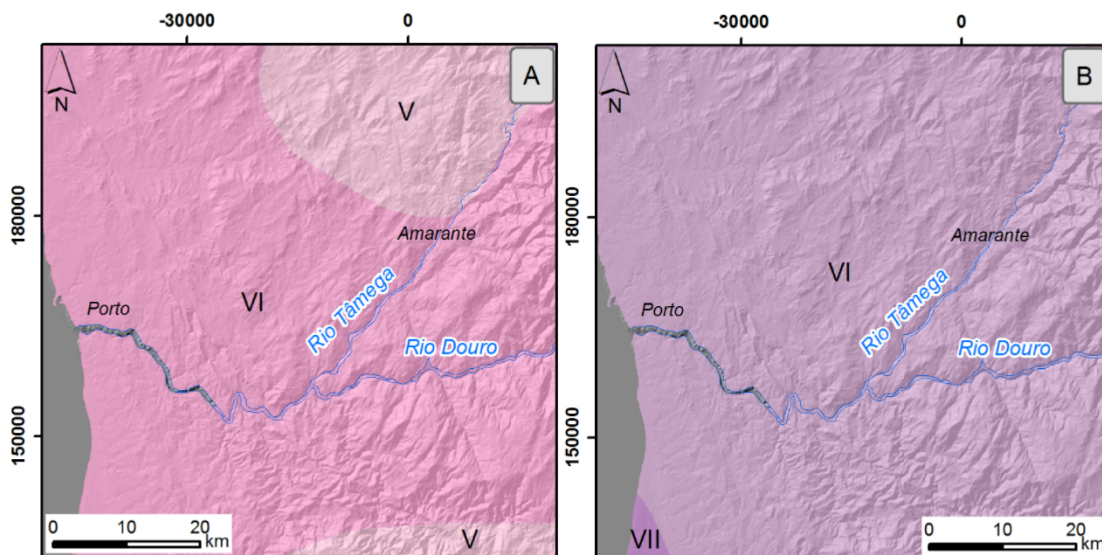 -30000
0
A
N
V
180000
Amarante
VI
Rio Tâmega
Porto
Rio Douro
150000
0 10 20
km
V
-30000
0
B
N
180000
Amarante
VI
Rio Tâmega
Porto
Rio Douro
150000
VII
0 10 20
km